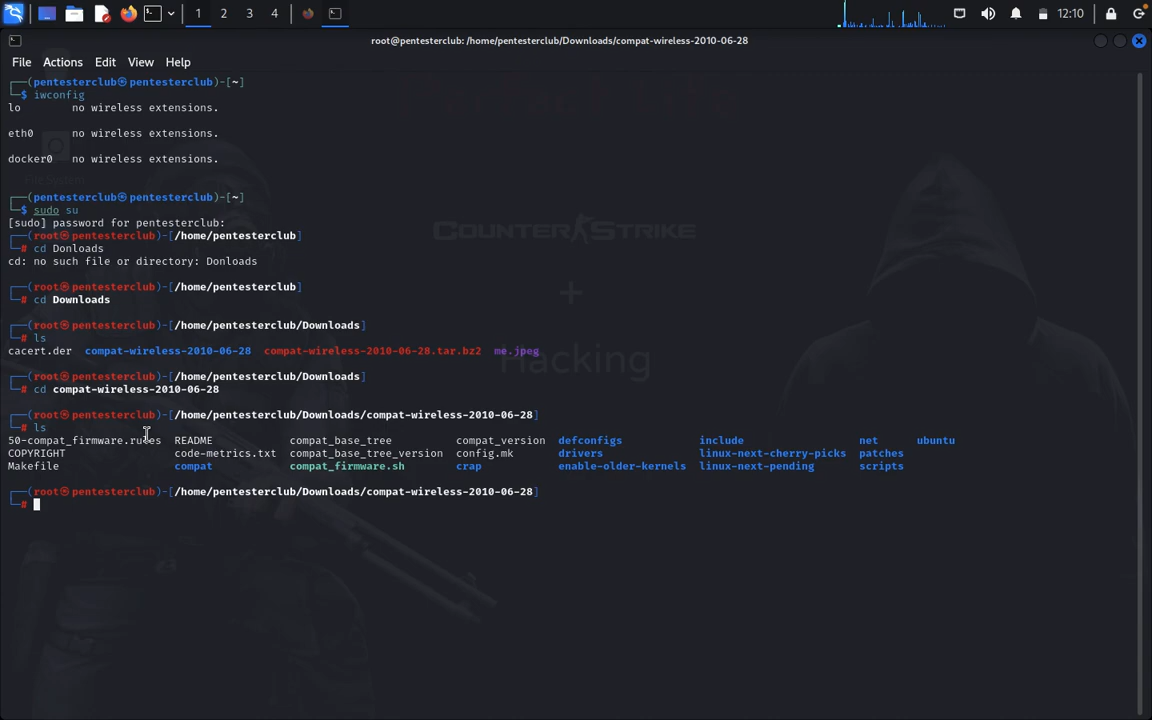 1 2 3 4 12:10
root@pentesterclub: /home/pentesterclub/Downloads/compat-wireless-2010-06-28
File Actions Edit View Help
┌──(pentesterclub㉿pentesterclub)-[~]
└─$ iwconfig
lo        no wireless extensions.
eth0      no wireless extensions.
docker0   no wireless extensions.
┌──(pentesterclub㉿pentesterclub)-[~]
└─$ sudo su
[sudo] password for pentesterclub:
┌──(root㉿pentesterclub)-[/home/pentesterclub]
└─# cd Donloads
cd: no such file or directory: Donloads
┌──(root㉿pentesterclub)-[/home/pentesterclub]
└─# cd Downloads
┌──(root㉿pentesterclub)-[/home/pentesterclub/Downloads]
└─# ls
cacert.der  compat-wireless-2010-06-28  compat-wireless-2010-06-28.tar.bz2  me.jpeg
┌──(root㉿pentesterclub)-[/home/pentesterclub/Downloads]
└─# cd compat-wireless-2010-06-28
┌──(root㉿pentesterclub)-[/home/pentesterclub/Downloads/compat-wireless-2010-06-28]
└─# ls
50-compat_firmware.rules  README            compat_base_tree          compat_version  defconfigs            include                   net      ubuntu
COPYRIGHT                 code-metrics.txt  compat_base_tree_version  config.mk       drivers               linux-next-cherry-picks   patches
Makefile                  compat            compat_firmware.sh        crap            enable-older-kernels  linux-next-pending        scripts
┌──(root㉿pentesterclub)-[/home/pentesterclub/Downloads/compat-wireless-2010-06-28]
└─#
COUNTER STRIKE
+
Hacking
File System